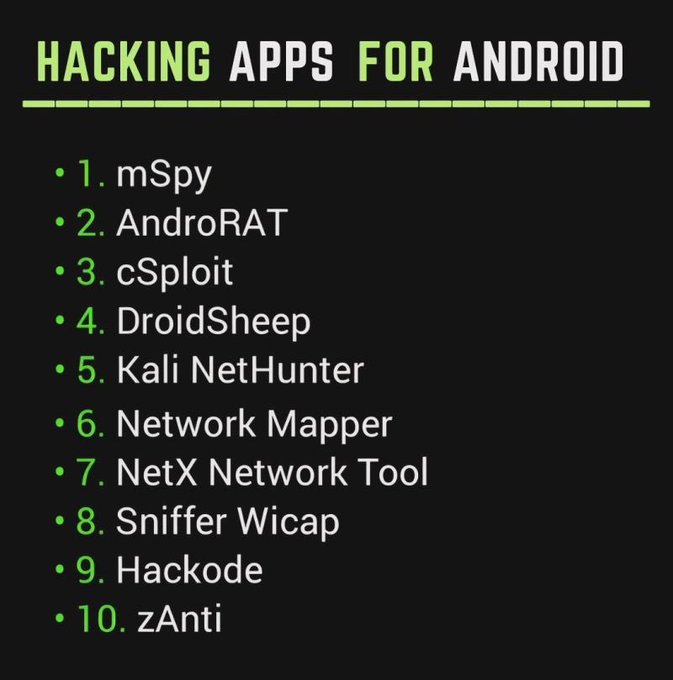 HACKING APPS FOR ANDROID
• 1. mSpy
• 2. AndroRAT
• 3. cSploit
• 4. DroidSheep
• 5. Kali NetHunter
• 6. Network Mapper
• 7. NetX Network Tool
• 8. Sniffer Wicap
• 9. Hackode
• 10. zAnti